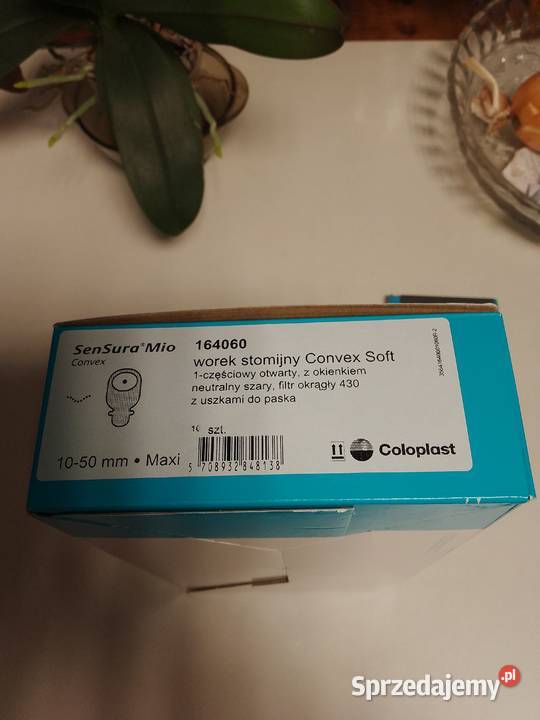 SenSura® Mio
Convex
10-50 mm • Maxi
164060
worek stomijny Convex Soft
1-częściowy otwarty, z okienkiem
neutralny szary, filtr okrągły 430
z uszkami do paska
10 szt.
5 708932 848138
Coloplast
Sprzedajemy.pl